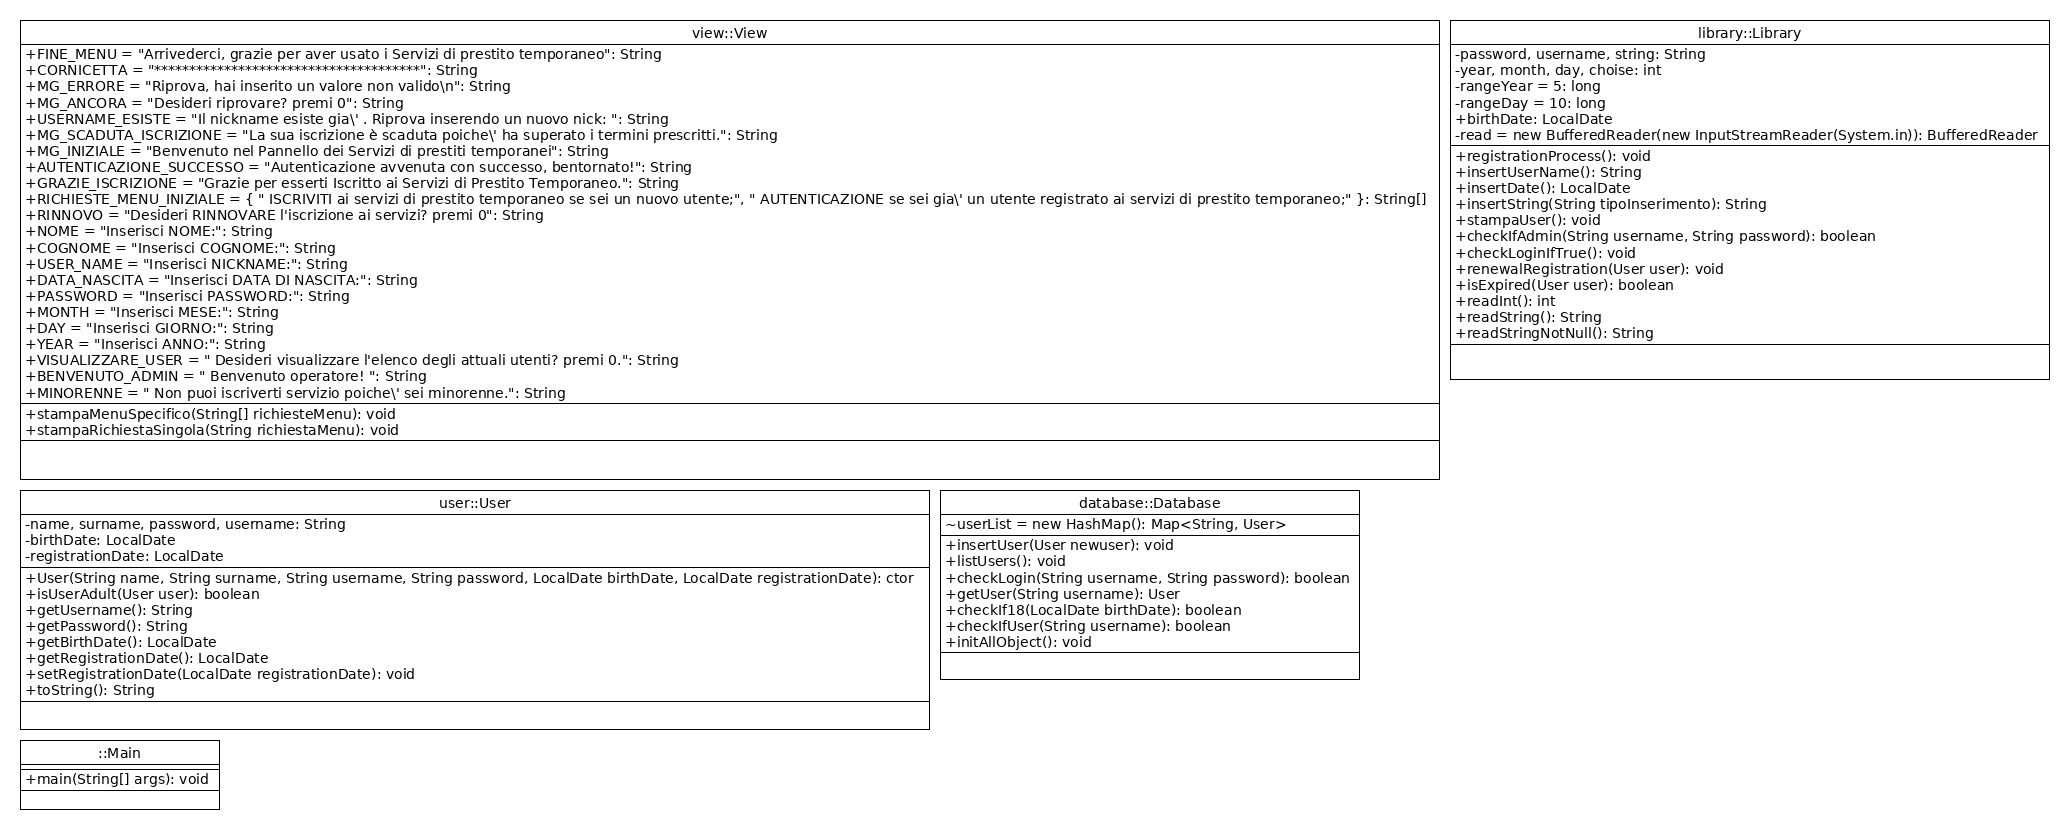 view::View
+FINE_MENU = "Arrivederci, grazie per aver usato i Servizi di prestito temporaneo": String
+CORNICETTA = "**************************************": String
+MG_ERRORE = "Riprova, hai inserito un valore non valido\n": String
+MG_ANCORA = "Desideri riprovare? premi 0": String
+USERNAME_ESISTE = "Il nickname esiste gia\' . Riprova inserendo un nuovo nick: ": String
+MG_SCADUTA_ISCRIZIONE = "La sua iscrizione è scaduta poiche\' ha superato i termini prescritti.": String
+MG_INIZIALE = "Benvenuto nel Pannello dei Servizi di prestiti temporanei": String
+AUTENTICAZIONE_SUCCESSO = "Autenticazione avvenuta con successo, bentornato!": String
+GRAZIE_ISCRIZIONE = "Grazie per esserti Iscritto ai Servizi di Prestito Temporaneo.": String
+RICHIESTE_MENU_INIZIALE = { " ISCRIVITI ai servizi di prestito temporaneo se sei un nuovo utente;", " AUTENTICAZIONE se sei gia\' un utente registrato ai servizi di prestito temporaneo;" }: String[]
+RINNOVO = "Desideri RINNOVARE l'iscrizione ai servizi? premi 0": String
+NOME = "Inserisci NOME:": String
+COGNOME = "Inserisci COGNOME:": String
+USER_NAME = "Inserisci NICKNAME:": String
+DATA_NASCITA = "Inserisci DATA DI NASCITA:": String
+PASSWORD = "Inserisci PASSWORD:": String
+MONTH = "Inserisci MESE:": String
+DAY = "Inserisci GIORNO:": String
+YEAR = "Inserisci ANNO:": String
+VISUALIZZARE_USER = " Desideri visualizzare l'elenco degli attuali utenti? premi 0.": String
+BENVENUTO_ADMIN = " Benvenuto operatore! ": String
+MINORENNE = " Non puoi iscriverti servizio poiche\' sei minorenne.": String
+stampaMenuSpecifico(String[] richiesteMenu): void
+stampaRichiestaSingola(String richiestaMenu): void
library::Library
-password, username, string: String
-year, month, day, choise: int
-rangeYear = 5: long
-rangeDay = 10: long
+birthDate: LocalDate
-read = new BufferedReader(new InputStreamReader(System.in)): BufferedReader
+registrationProcess(): void
+insertUserName(): String
+insertDate(): LocalDate
+insertString(String tipoInserimento): String
+stampaUser(): void
+checkIfAdmin(String username, String password): boolean
+checkLoginIfTrue(): void
+renewalRegistration(User user): void
+isExpired(User user): boolean
+readInt(): int
+readString(): String
+readStringNotNull(): String
user::User
-name, surname, password, username: String
-birthDate: LocalDate
-registrationDate: LocalDate
+User(String name, String surname, String username, String password, LocalDate birthDate, LocalDate registrationDate): ctor
+isUserAdult(User user): boolean
+getUsername(): String
+getPassword(): String
+getBirthDate(): LocalDate
+getRegistrationDate(): LocalDate
+setRegistrationDate(LocalDate registrationDate): void
+toString(): String
database::Database
~userList = new HashMap(): Map<String, User>
+insertUser(User newuser): void
+listUsers(): void
+checkLogin(String username, String password): boolean
+getUser(String username): User
+checkIf18(LocalDate birthDate): boolean
+checkIfUser(String username): boolean
+initAllObject(): void
::Main
+main(String[] args): void